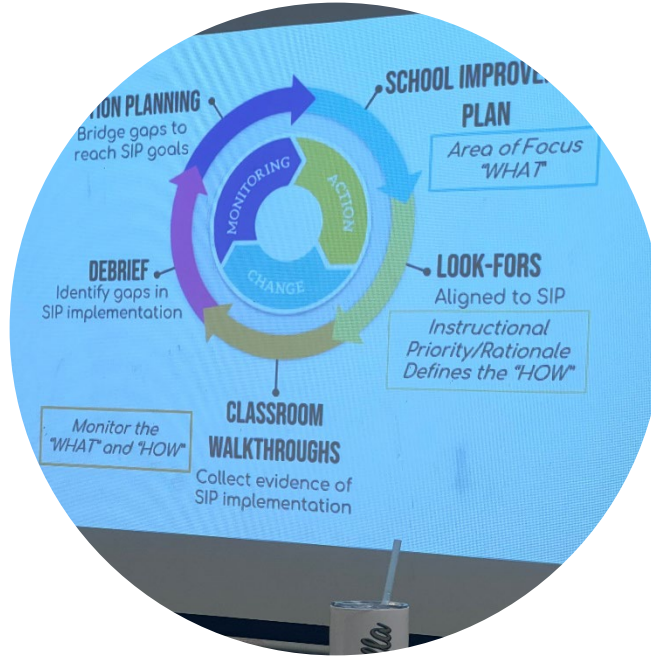 SCHOOL IMPROVE
PLAN
Area of Focus
"WHAT"
LOOK-FORS
Aligned to SIP
Instructional
Priority/Rationale
Defines the "HOW"
CLASSROOM
WALKTHROUGHS
Collect evidence of
SIP implementation
Monitor the
"WHAT" and "HOW"
DEBRIEF
Identify gaps in
SIP implementation
ION PLANNING
Bridge gaps to
reach SIP goals
MONITORING
ACTION
CHANGE